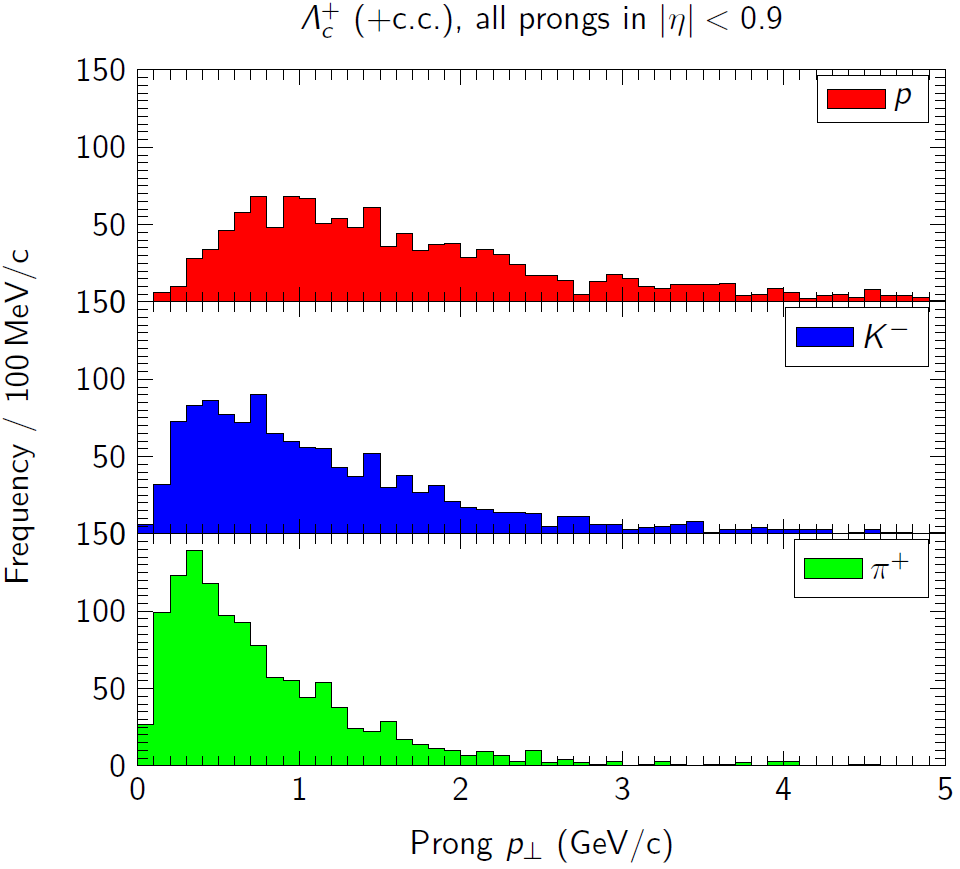 Λc+ (+c.c.), all prongs in |η| < 0.9
Frequency / 100 MeV/c
150
100
50
p
150
100
50
K−
150
100
50
0
π+
0 1 2 3 4 5
Prong p⊥ (GeV/c)